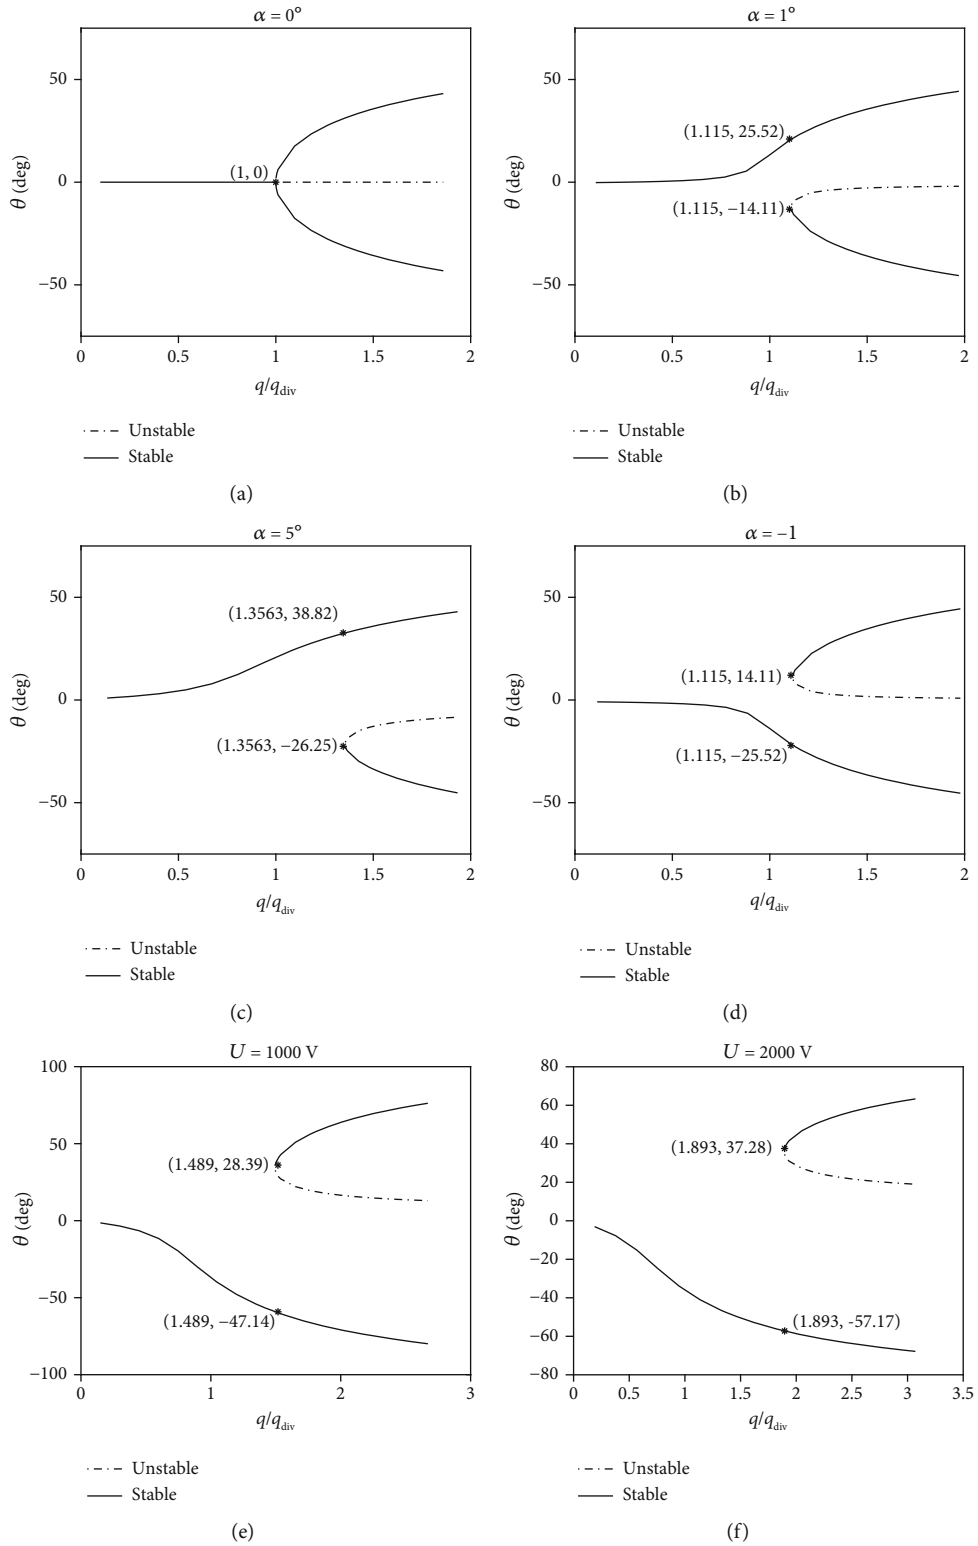 α = 0°
50
0
−50
θ (deg)
(1, 0)
0
0.5
1
1.5
2
q/q_div
Unstable
Stable
(a)
α = 1°
50
0
−50
θ (deg)
(1.115, 25.52)
(1.115, −14.11)
0
0.5
1
1.5
2
q/q_div
Unstable
Stable
(b)
α = 5°
50
0
−50
θ (deg)
(1.3563, 38.82)
(1.3563, −26.25)
0
0.5
1
1.5
2
q/q_div
Unstable
Stable
(c)
α = −1
50
0
−50
θ (deg)
(1.115, 14.11)
(1.115, −25.52)
0
0.5
1
1.5
2
q/q_div
Unstable
Stable
(d)
U = 1000 V
100
50
0
−50
−100
θ (deg)
(1.489, 28.39)
(1.489, −47.14)
0
1
2
3
q/q_div
Unstable
Stable
(e)
U = 2000 V
80
60
40
20
0
−20
−40
−60
−80
θ (deg)
(1.893, 37.28)
(1.893, -57.17)
0
0.5
1
1.5
2
2.5
3
3.5
q/q_div
Unstable
Stable
(f)